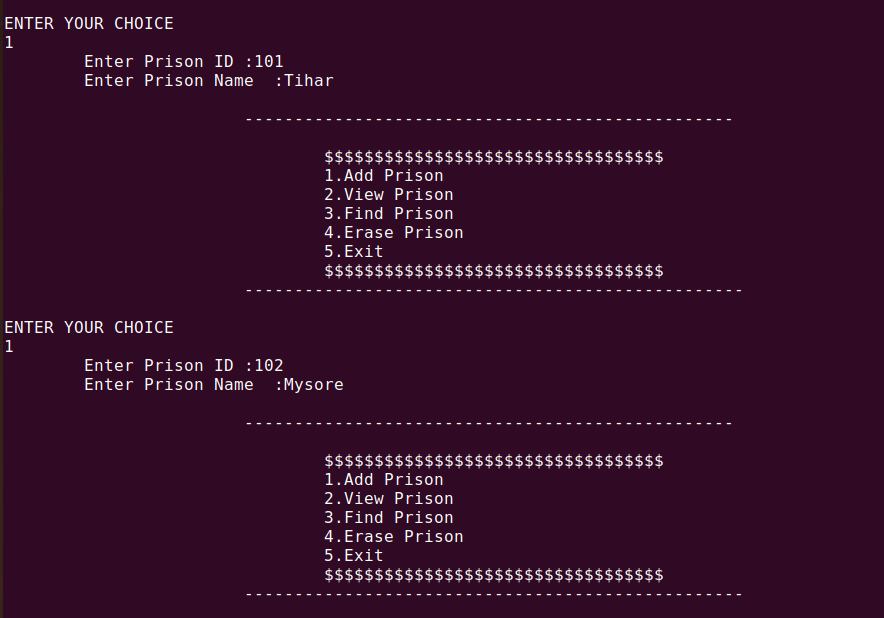 ENTER YOUR CHOICE
1
Enter Prison ID :101
Enter Prison Name  :Tihar
-------------------------------------------------
$$$$$$$$$$$$$$$$$$$$$$$$$$$$$$$$$$
1.Add Prison
2.View Prison
3.Find Prison
4.Erase Prison
5.Exit
$$$$$$$$$$$$$$$$$$$$$$$$$$$$$$$$$$
--------------------------------------------------
ENTER YOUR CHOICE
1
Enter Prison ID :102
Enter Prison Name  :Mysore
-------------------------------------------------
$$$$$$$$$$$$$$$$$$$$$$$$$$$$$$$$$$
1.Add Prison
2.View Prison
3.Find Prison
4.Erase Prison
5.Exit
$$$$$$$$$$$$$$$$$$$$$$$$$$$$$$$$$$
--------------------------------------------------